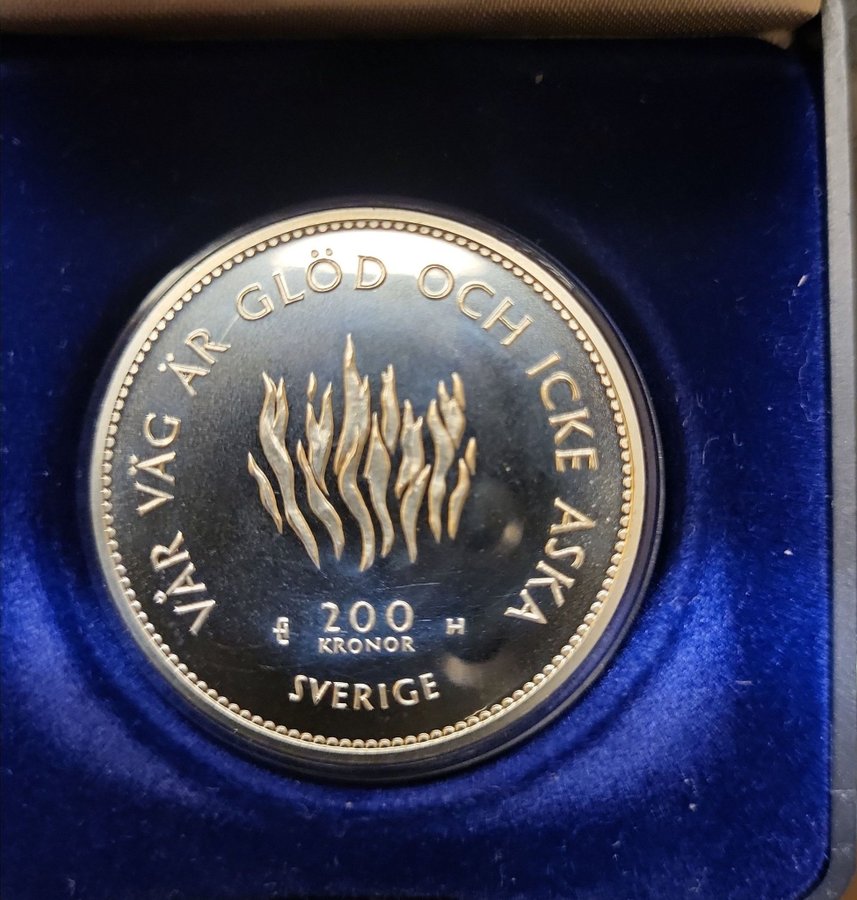 VÅR VÄG ÄR GLÖD OCH ICKE ASKA
200
KRONOR
H
SVERIGE